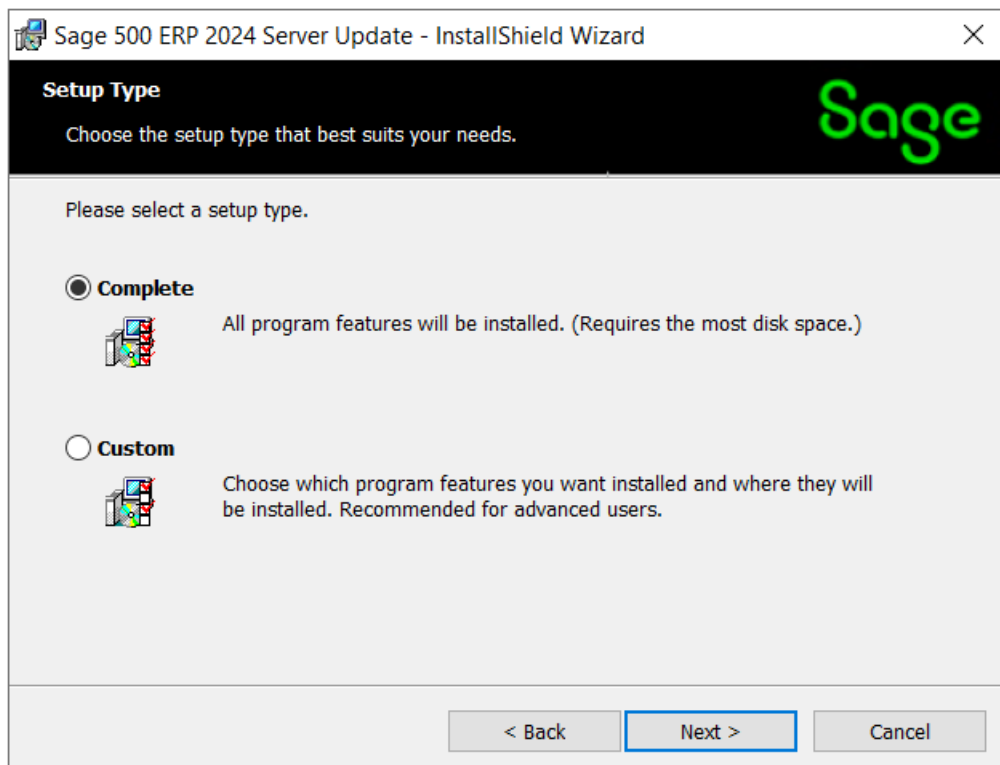 Sage 500 ERP 2024 Server Update - InstallShield Wizard
Setup Type
Choose the setup type that best suits your needs.
Sage
Please select a setup type.
Complete
All program features will be installed. (Requires the most disk space.)
Custom
Choose which program features you want installed and where they will
be installed. Recommended for advanced users.
< Back
Next >
Cancel